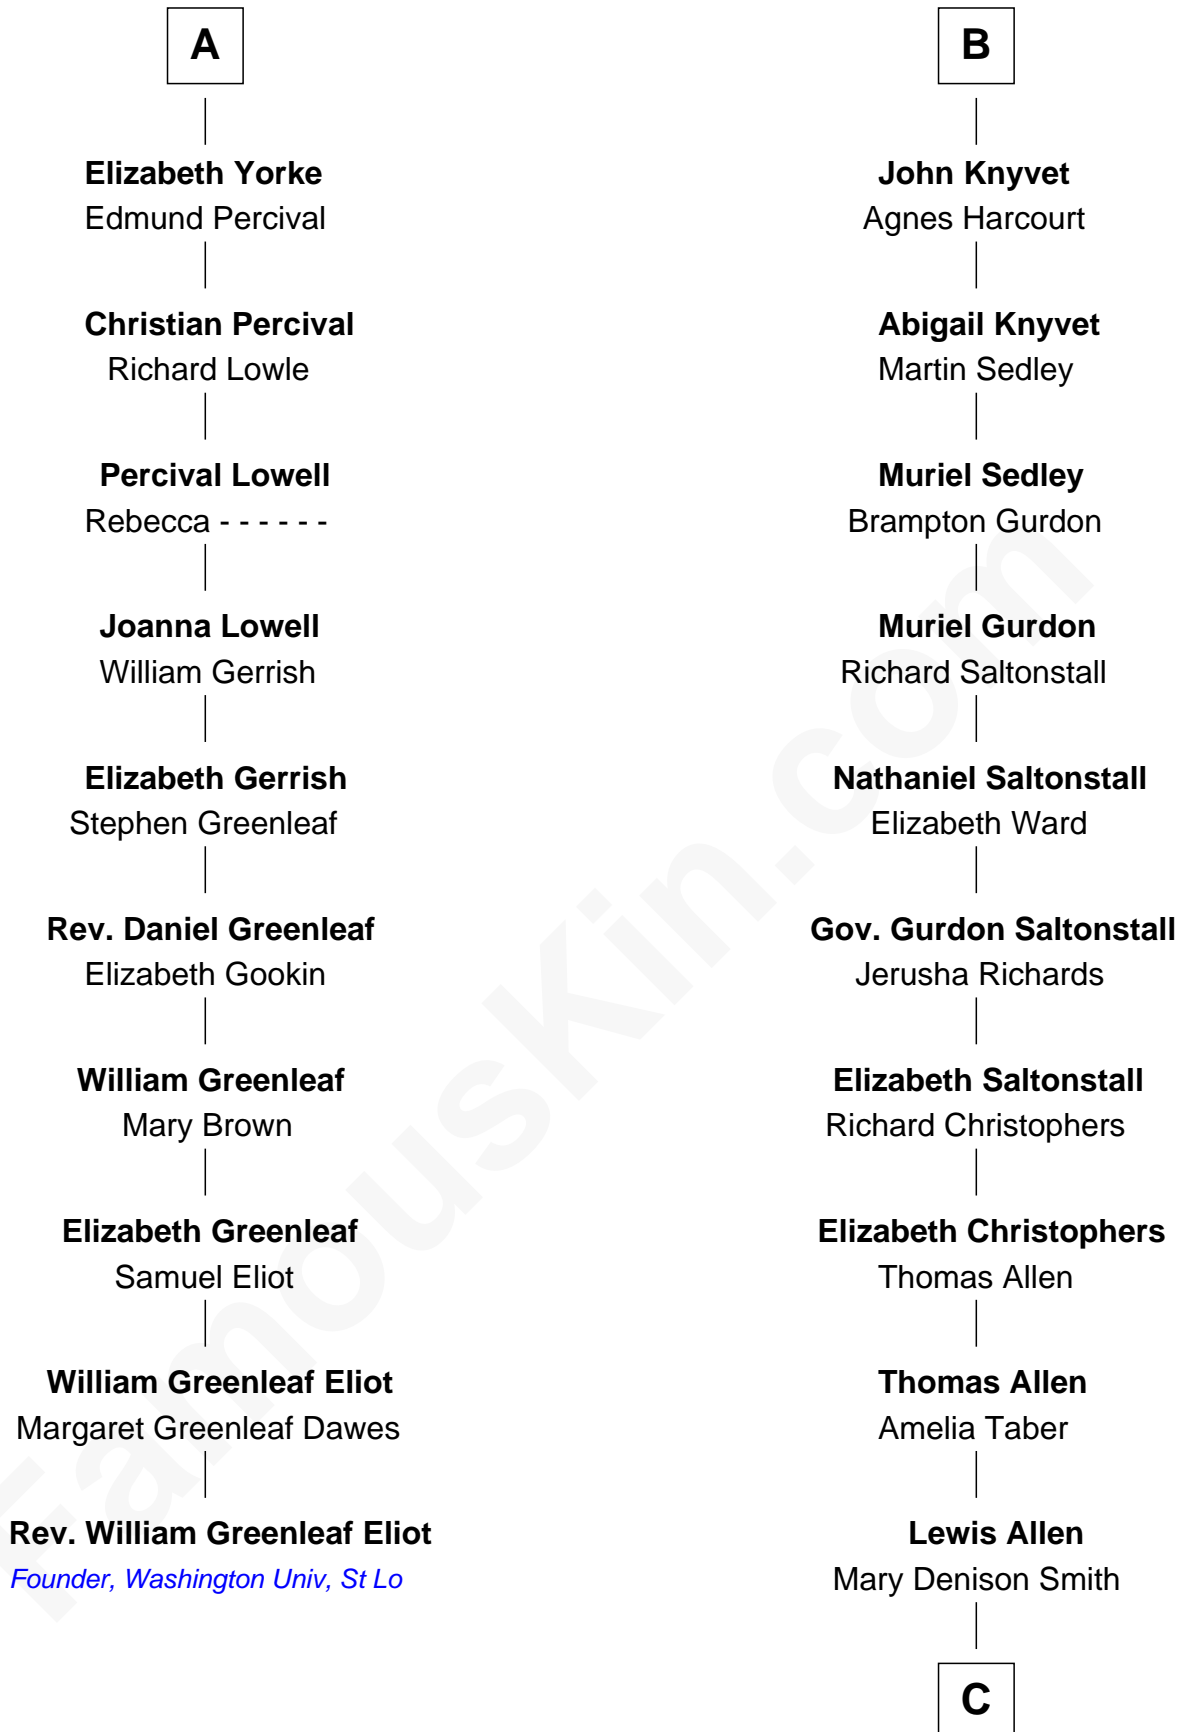 A
Elizabeth Yorke
Edmund Percival
Christian Percival
Richard Lowle
Percival Lowell
Rebecca - - - - - -
Joanna Lowell
William Gerrish
Elizabeth Gerrish
Stephen Greenleaf
Rev. Daniel Greenleaf
Elizabeth Gookin
William Greenleaf
Mary Brown
Elizabeth Greenleaf
Samuel Eliot
William Greenleaf Eliot
Margaret Greenleaf Dawes
Rev. William Greenleaf Eliot
Founder, Washington Univ, St Lo
B
John Knyvet
Agnes Harcourt
Abigail Knyvet
Martin Sedley
Muriel Sedley
Brampton Gurdon
Muriel Gurdon
Richard Saltonstall
Nathaniel Saltonstall
Elizabeth Ward
Gov. Gurdon Saltonstall
Jerusha Richards
Elizabeth Saltonstall
Richard Christophers
Elizabeth Christophers
Thomas Allen
Thomas Allen
Amelia Taber
Lewis Allen
Mary Denison Smith
C
FamousKin.com